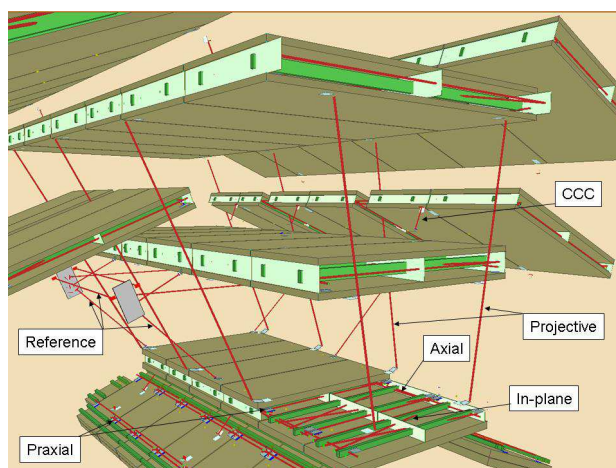 CCC
Projective
Reference
Axial
In-plane
Praxial